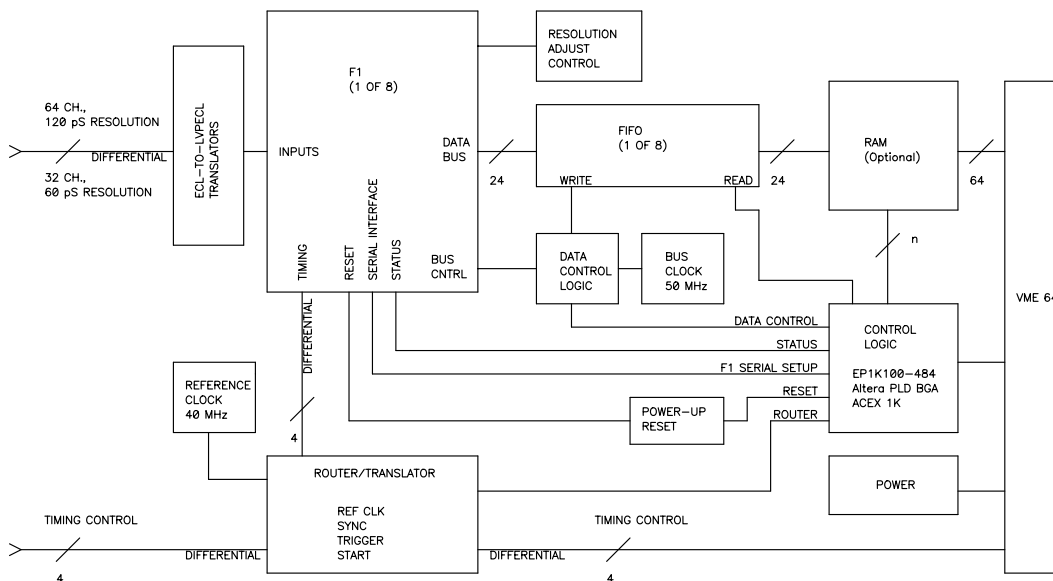 64 CH.,
120 pS RESOLUTION
DIFFERENTIAL
32 CH.,
60 pS RESOLUTION
ECL-TO-LVPECL
TRANSLATORS
F1
(1 OF 8)
INPUTS
DATA
BUS
TIMING
RESET
SERIAL INTERFACE
STATUS
BUS
CNTRL
RESOLUTION
ADJUST
CONTROL
24
FIFO
(1 OF 8)
WRITE
READ
24
RAM
(Optional)
64
n
DATA
CONTROL
LOGIC
BUS
CLOCK
50 MHz
VME 64
DIFFERENTIAL
4
DATA CONTROL
STATUS
F1 SERIAL SETUP
RESET
ROUTER
CONTROL
LOGIC
EP1K100-484
Altera PLD BGA
ACEX 1K
REFERENCE
CLOCK
40 MHz
POWER-UP
RESET
ROUTER/TRANSLATOR
REF CLK
SYNC
TRIGGER
START
POWER
TIMING CONTROL
DIFFERENTIAL
4
TIMING CONTROL
DIFFERENTIAL
4